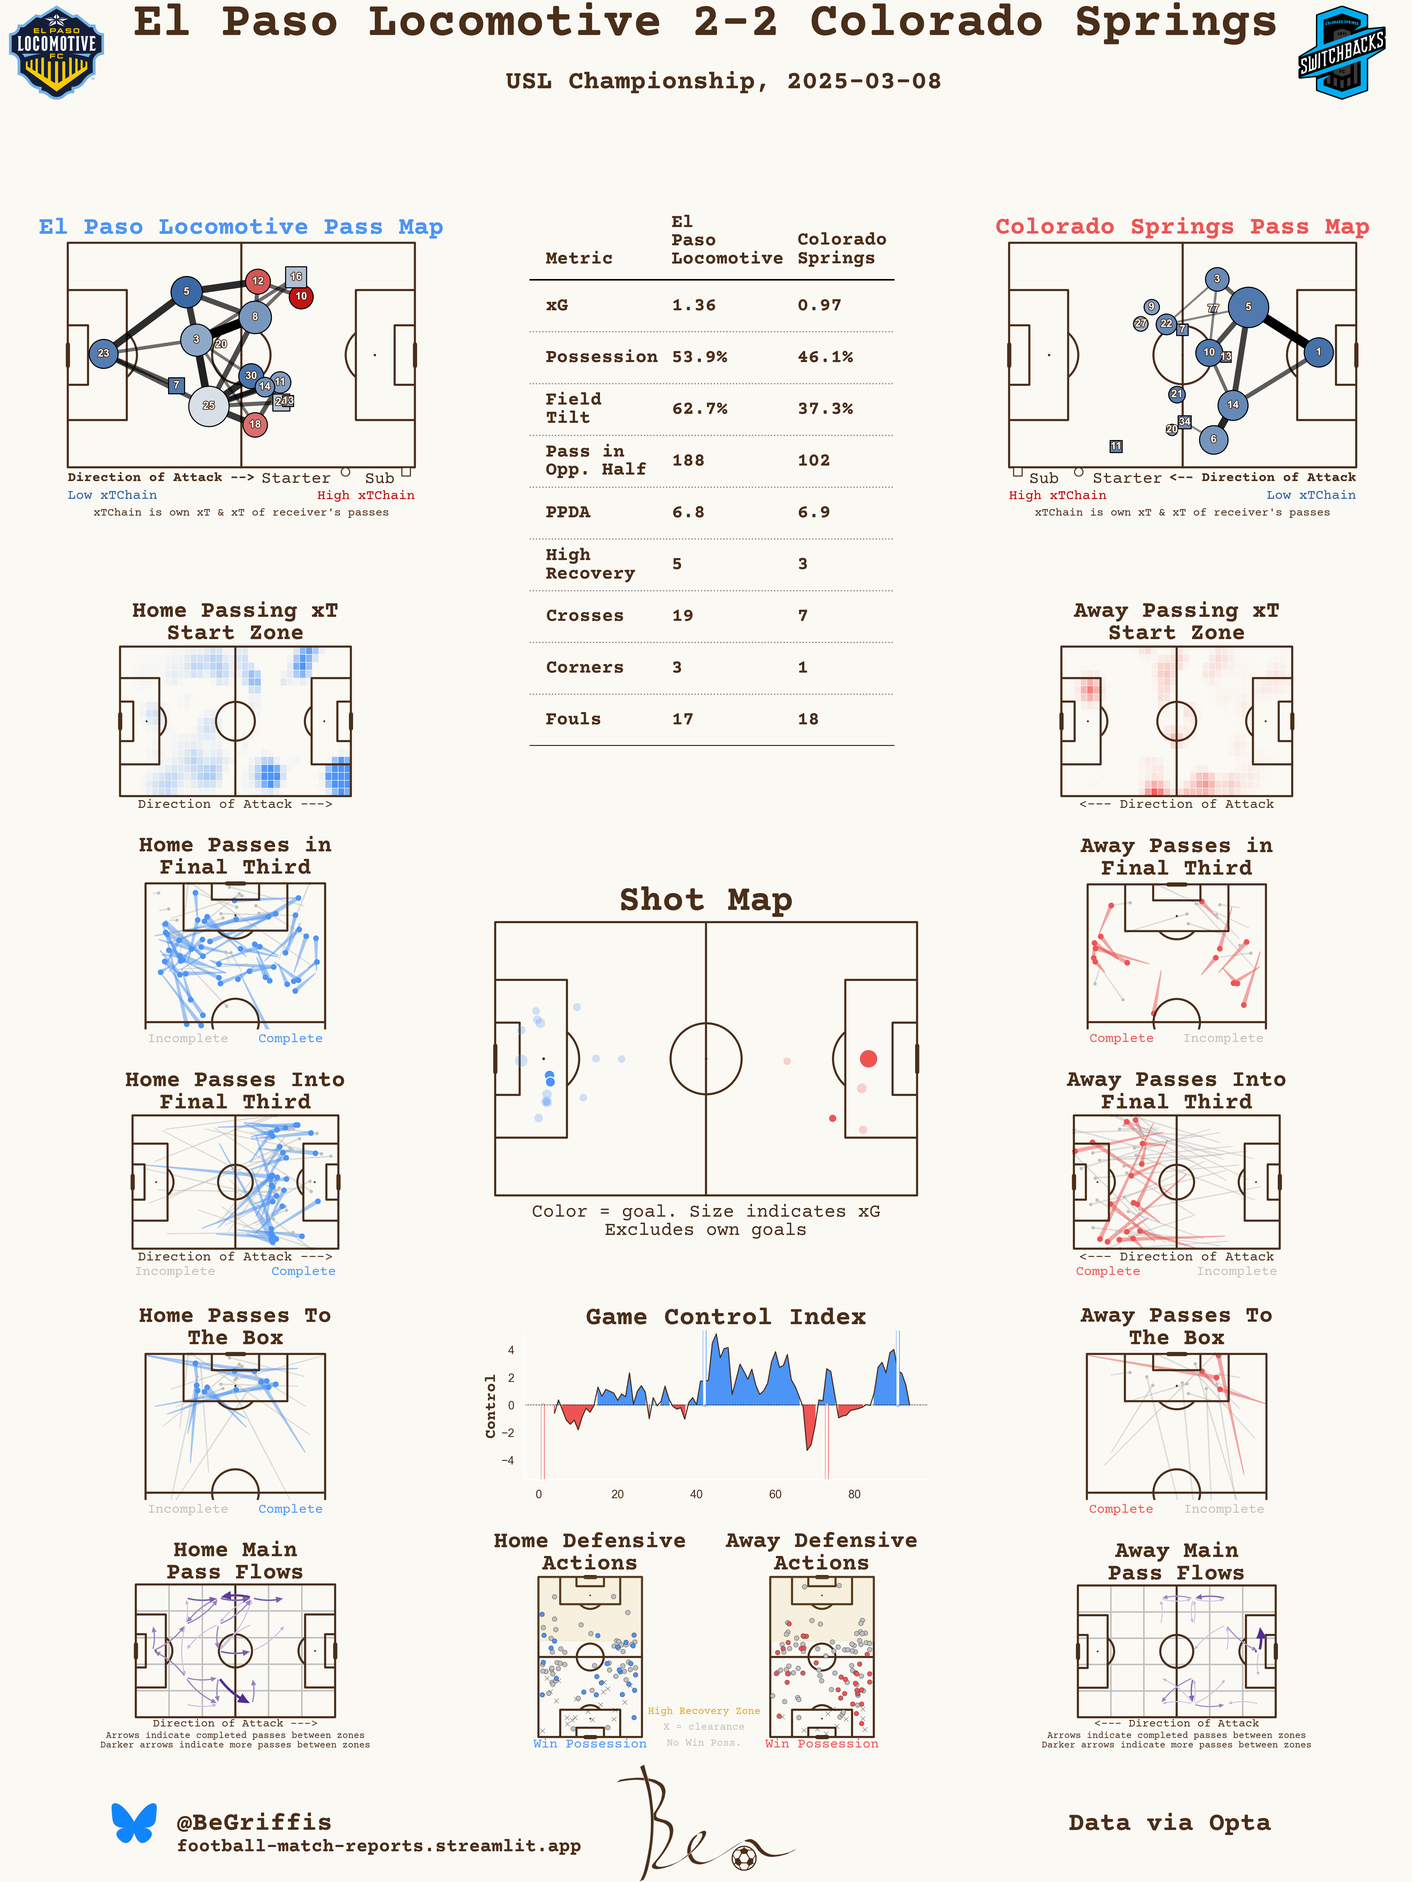 El Paso Locomotive 2-2 Colorado Springs
USL Championship, 2025-03-08
EL PASO
LOCOMOTIVE
FC
COLORADO SPRINGS
SWITCHBACKS
El Paso Locomotive Pass Map
5
12
16
10
8
3
20
23
7
30
14
11
25
13
18
Direction of Attack --> Starter Sub
Low xTChain High xTChain
xTChain is own xT & xT of receiver's passes
Metric El Paso Locomotive Colorado Springs
xG 1.36 0.97
Possession 53.9% 46.1%
Field Tilt 62.7% 37.3%
Pass in Opp. Half 188 102
PPDA 6.8 6.9
High Recovery 5 3
Crosses 19 7
Corners 3 1
Fouls 17 18
Colorado Springs Pass Map
3
9
77
5
27
22
7
10
13
1
21
14
34
20
6
11
Sub Starter <-- Direction of Attack
High xTChain Low xTChain
xTChain is own xT & xT of receiver's passes
Home Passing xT
Start Zone
Direction of Attack --->
Away Passing xT
Start Zone
<--- Direction of Attack
Home Passes in
Final Third
Incomplete Complete
Away Passes in
Final Third
Complete Incomplete
Shot Map
Color = goal. Size indicates xG
Excludes own goals
Home Passes Into
Final Third
Direction of Attack --->
Incomplete Complete
Away Passes Into
Final Third
<--- Direction of Attack
Complete Incomplete
Home Passes To
The Box
Incomplete Complete
Game Control Index
Control
4
2
0
−2
−4
0 20 40 60 80
Away Passes To
The Box
Complete Incomplete
Home Main
Pass Flows
Direction of Attack --->
Arrows indicate completed passes between zones
Darker arrows indicate more passes between zones
Home Defensive
Actions
Win Possession
High Recovery Zone
X = clearance
No Win Poss.
Away Defensive
Actions
Win Possession
Away Main
Pass Flows
<--- Direction of Attack
Arrows indicate completed passes between zones
Darker arrows indicate more passes between zones
@BeGriffis
football-match-reports.streamlit.app
Ben
Data via Opta